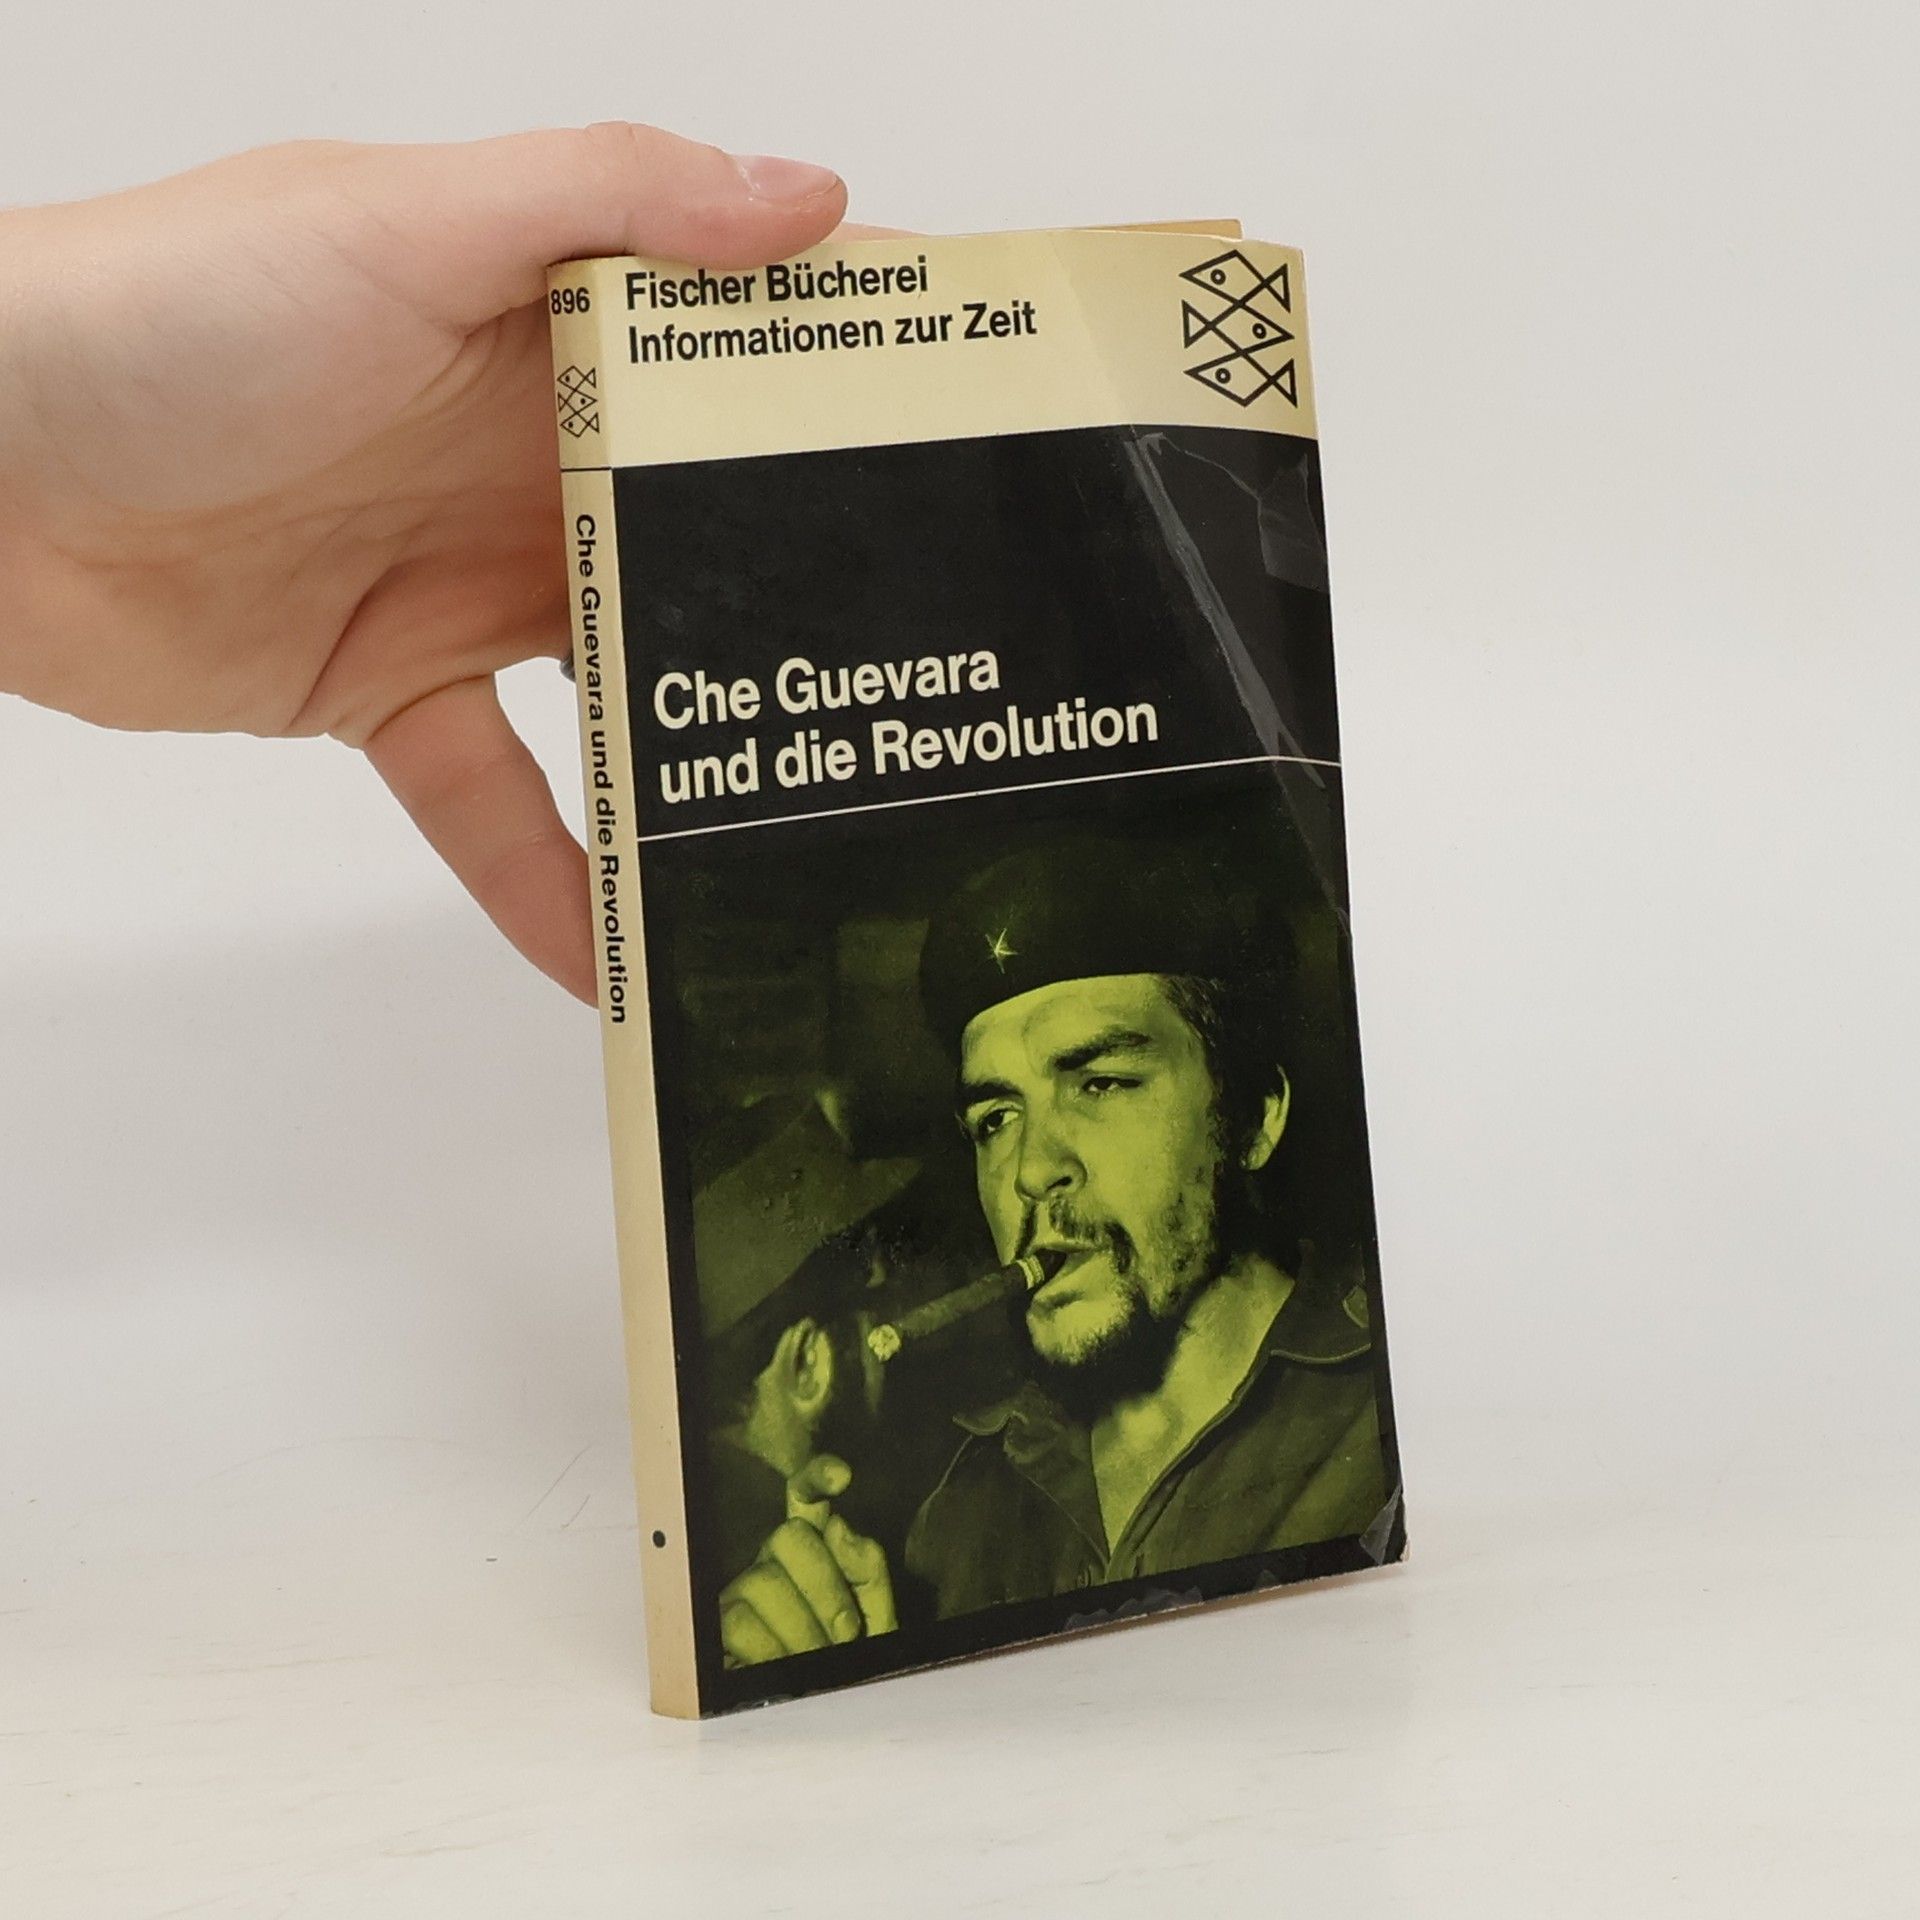 896
Fischer Bücherei
Informationen zur Zeit
Che Guevara und die Revolution
Che Guevara
und die Revolution